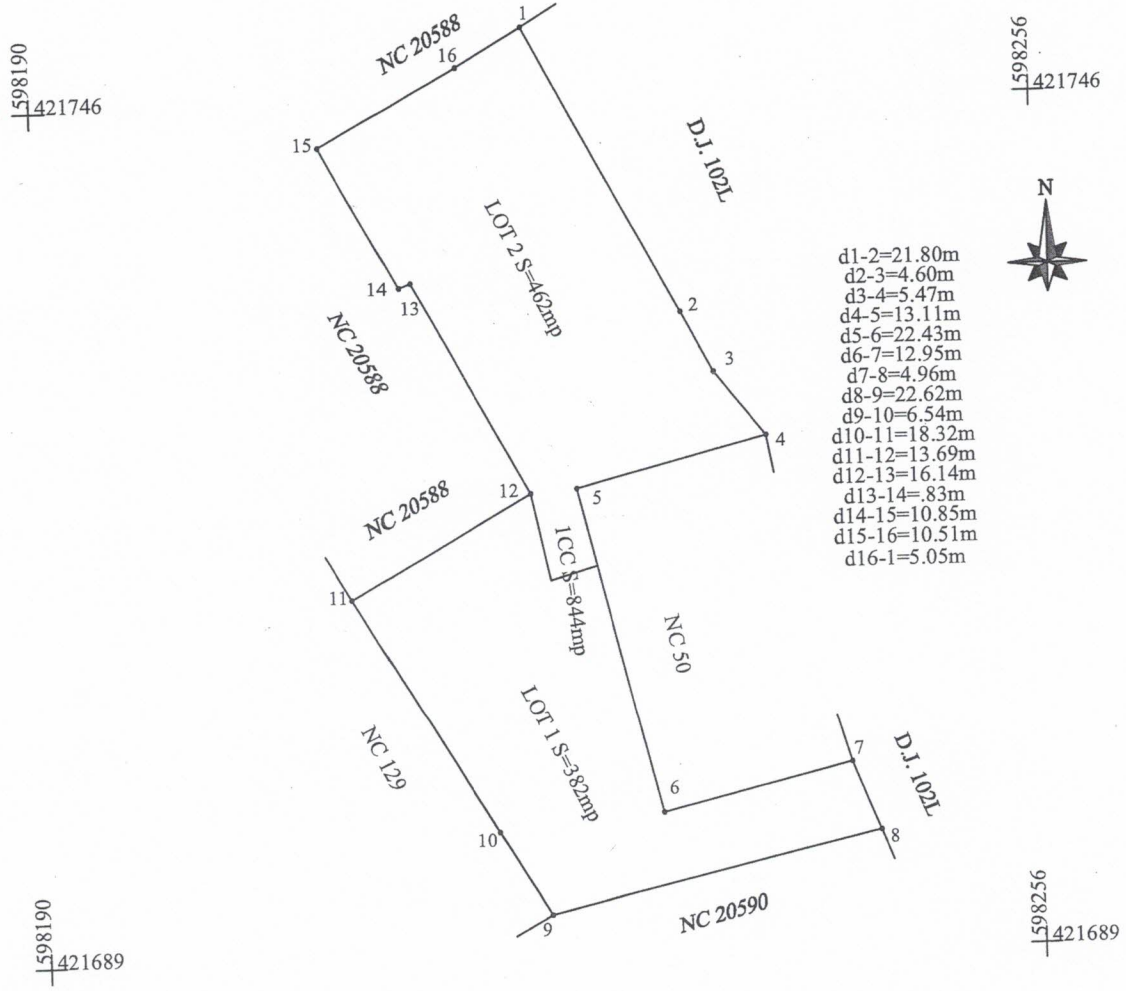 1
NC 20588
16
598190
421746
598256
421746
15
D.J. 102L
N
LOT 2 S=462mp
d1-2=21.80m
d2-3=4.60m
d3-4=5.47m
d4-5=13.11m
d5-6=22.43m
d6-7=12.95m
d7-8=4.96m
d8-9=22.62m
d9-10=6.54m
d10-11=18.32m
d11-12=13.69m
d12-13=16.14m
d13-14=.83m
d14-15=10.85m
d15-16=10.51m
d16-1=5.05m
14
13
2
NC 20588
3
4
12
5
NC 20588
1CC S=844mp
11
NC 50
LOT 1 S=382mp
NC 129
7
D.J. 102L
6
8
10
NC 20590
9
598190
421689
598256
421689